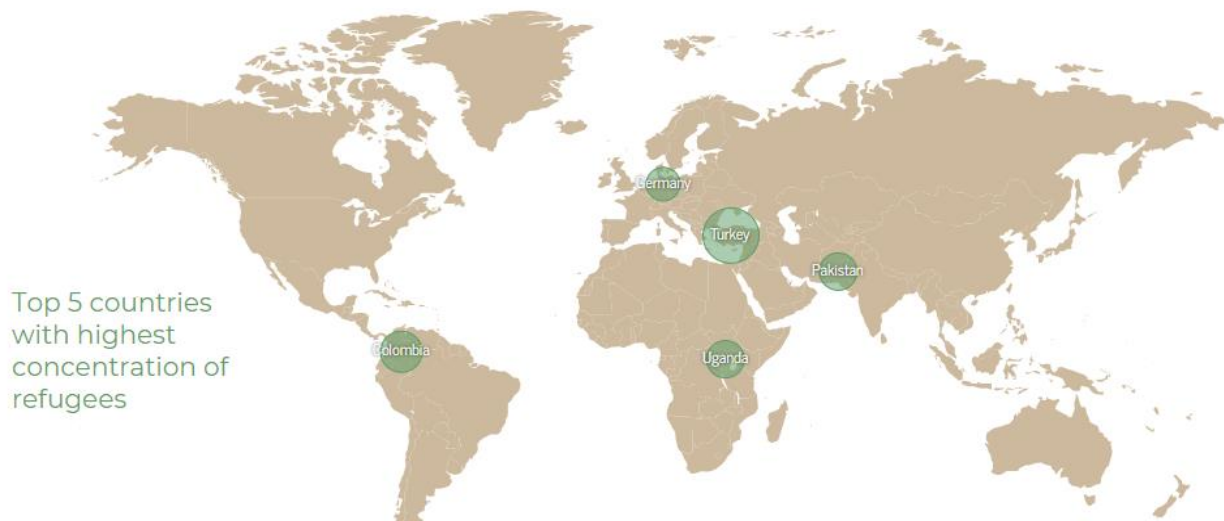 Germany
Turkey
Pakistan
Top 5 countries
with highest
concentration of
refugees
Colombia
Uganda